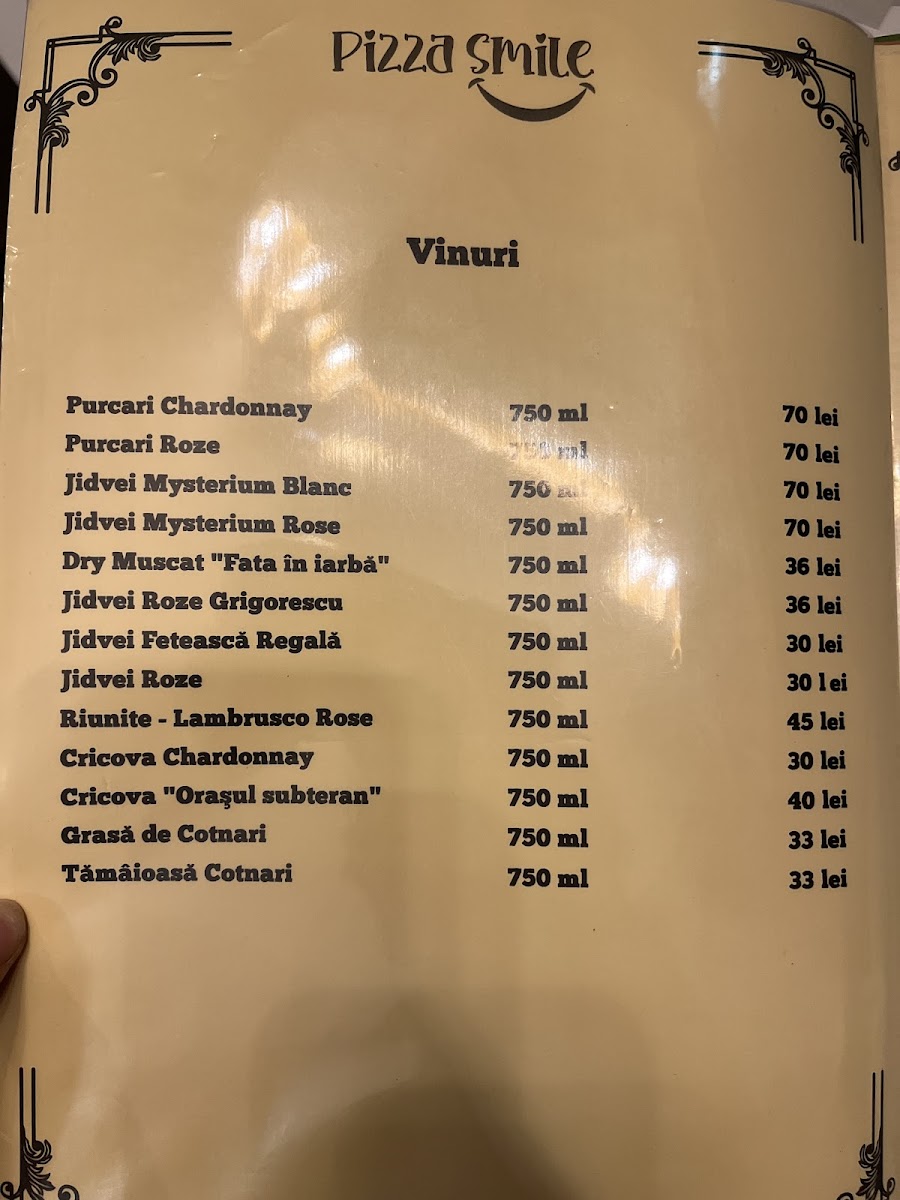 Pizza Smile
Vinuri
Purcari Chardonnay 750 ml 70 lei
Purcari Roze 750 ml 70 lei
Jidvei Mysterium Blanc 750 ml 70 lei
Jidvei Mysterium Rose 750 ml 70 lei
Dry Muscat "Fata în iarbă" 750 ml 36 lei
Jidvei Roze Grigorescu 750 ml 36 lei
Jidvei Fetească Regală 750 ml 30 lei
Jidvei Roze 750 ml 30 lei
Riunite - Lambrusco Rose 750 ml 45 lei
Cricova Chardonnay 750 ml 30 lei
Cricova "Orașul subteran" 750 ml 40 lei
Grasă de Cotnari 750 ml 33 lei
Tămâioasă Cotnari 750 ml 33 lei